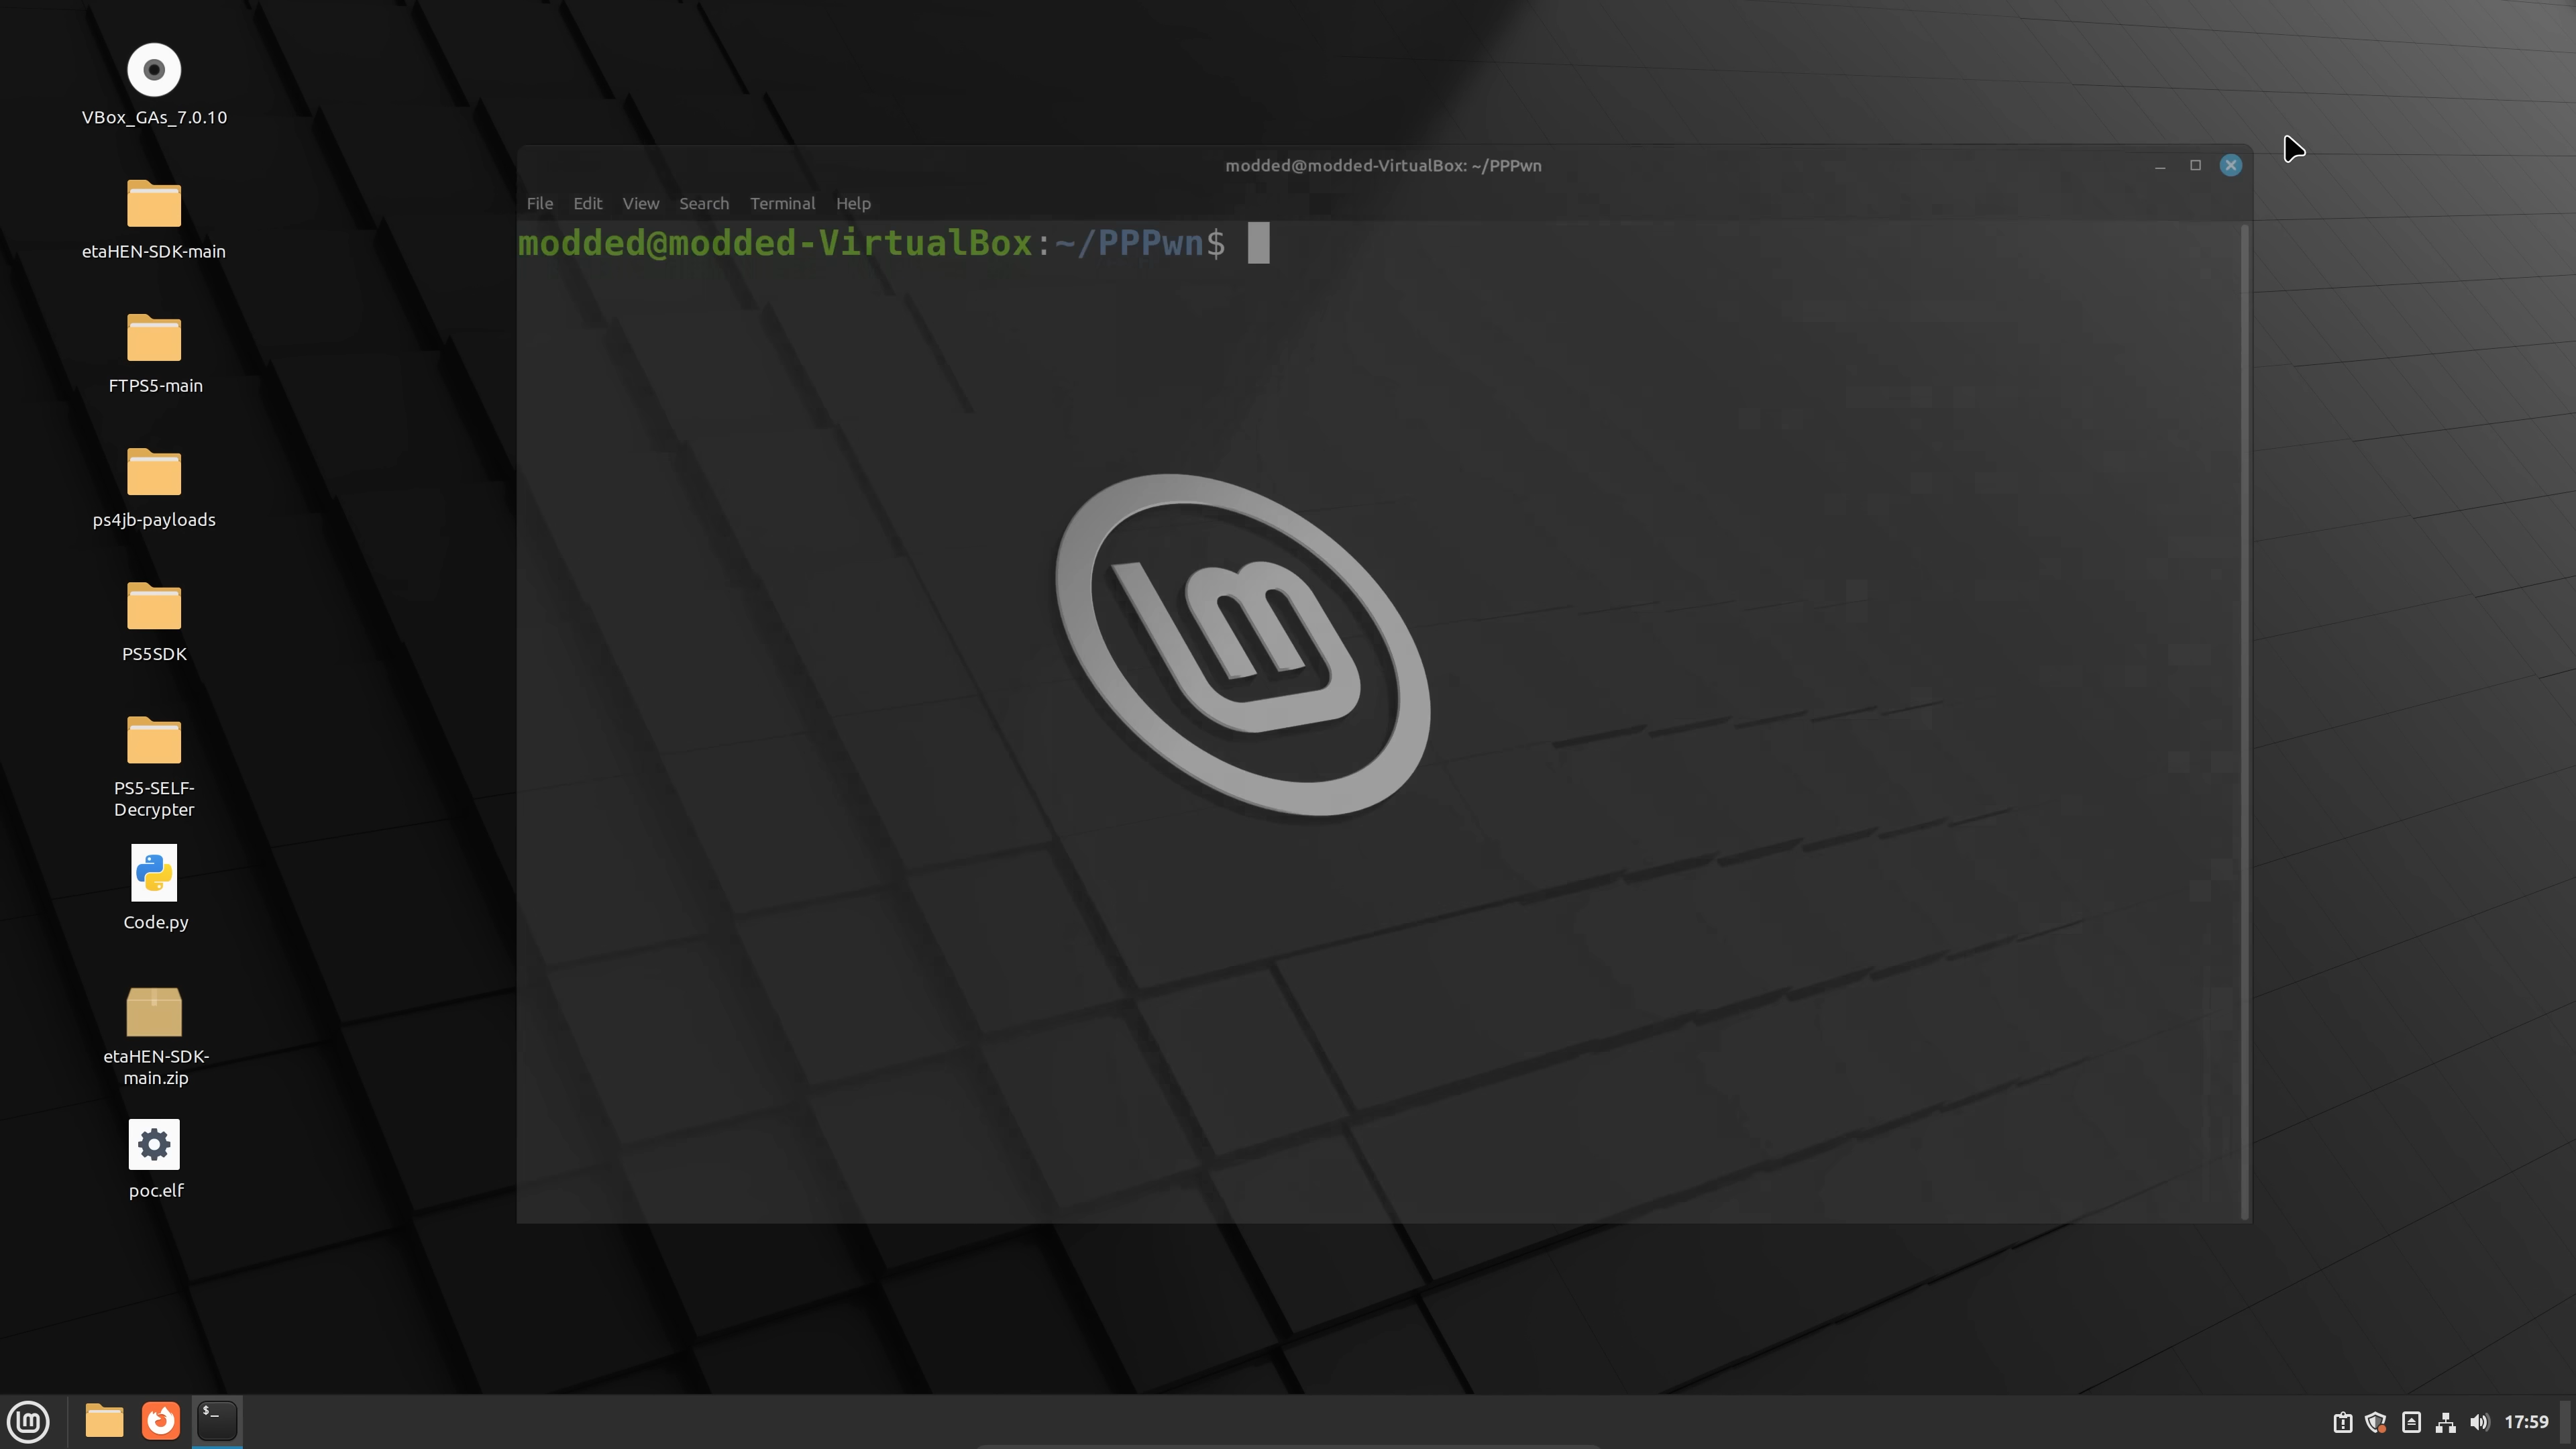 VBox_GAs_7.0.10
etaHEN-SDK-main
FTPS5-main
ps4jb-payloads
PS5SDK
PS5-SELF-
Decrypter
Code.py
etaHEN-SDK-
main.zip
poc.elf
modded@modded-VirtualBox: ~/PPPwn
File Edit View Search Terminal Help
modded@modded-VirtualBox:~/PPPwn$
$_
17:59